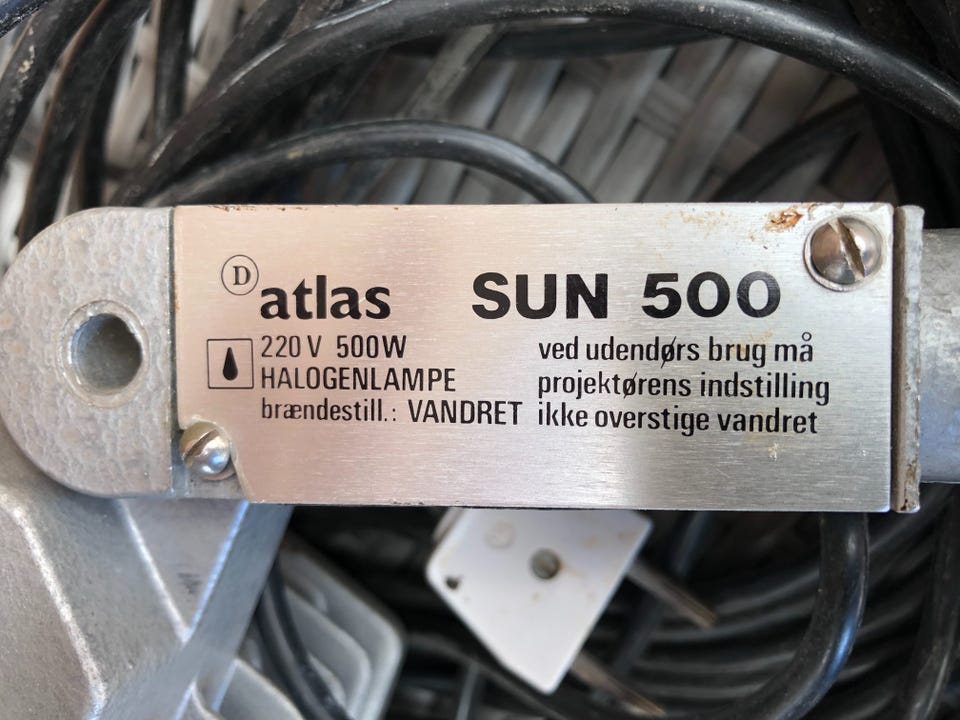 D
atlas SUN 500
220 V 500W
HALOGENLAMPE
brændestill.: VANDRET
ved udendørs brug må
projektørens indstilling
ikke overstige vandret